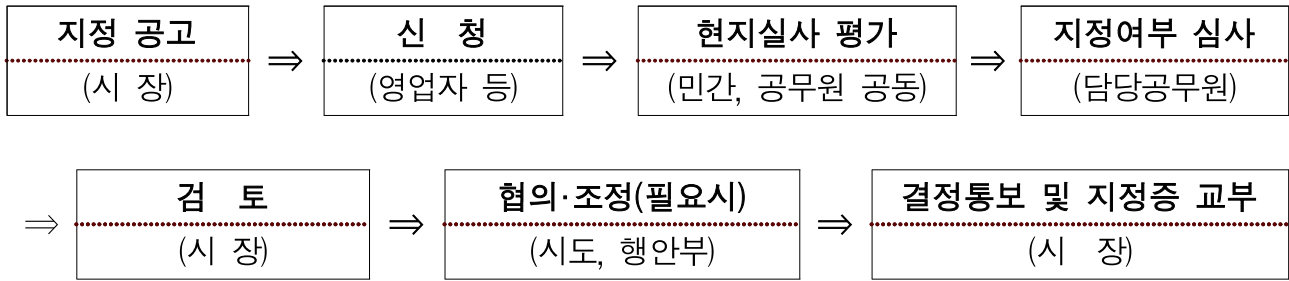 지정 공고 ⇒ 신 청 ⇒ 현지실사 평가 ⇒ 지정여부 심사
(시 장) (영업자 등) (민간, 공무원 공동) (담당공무원)
⇒ 검 토 ⇒ 협의·조정(필요시) ⇒ 결정통보 및 지정증 교부
(시 장) (시도, 행안부) (시 장)